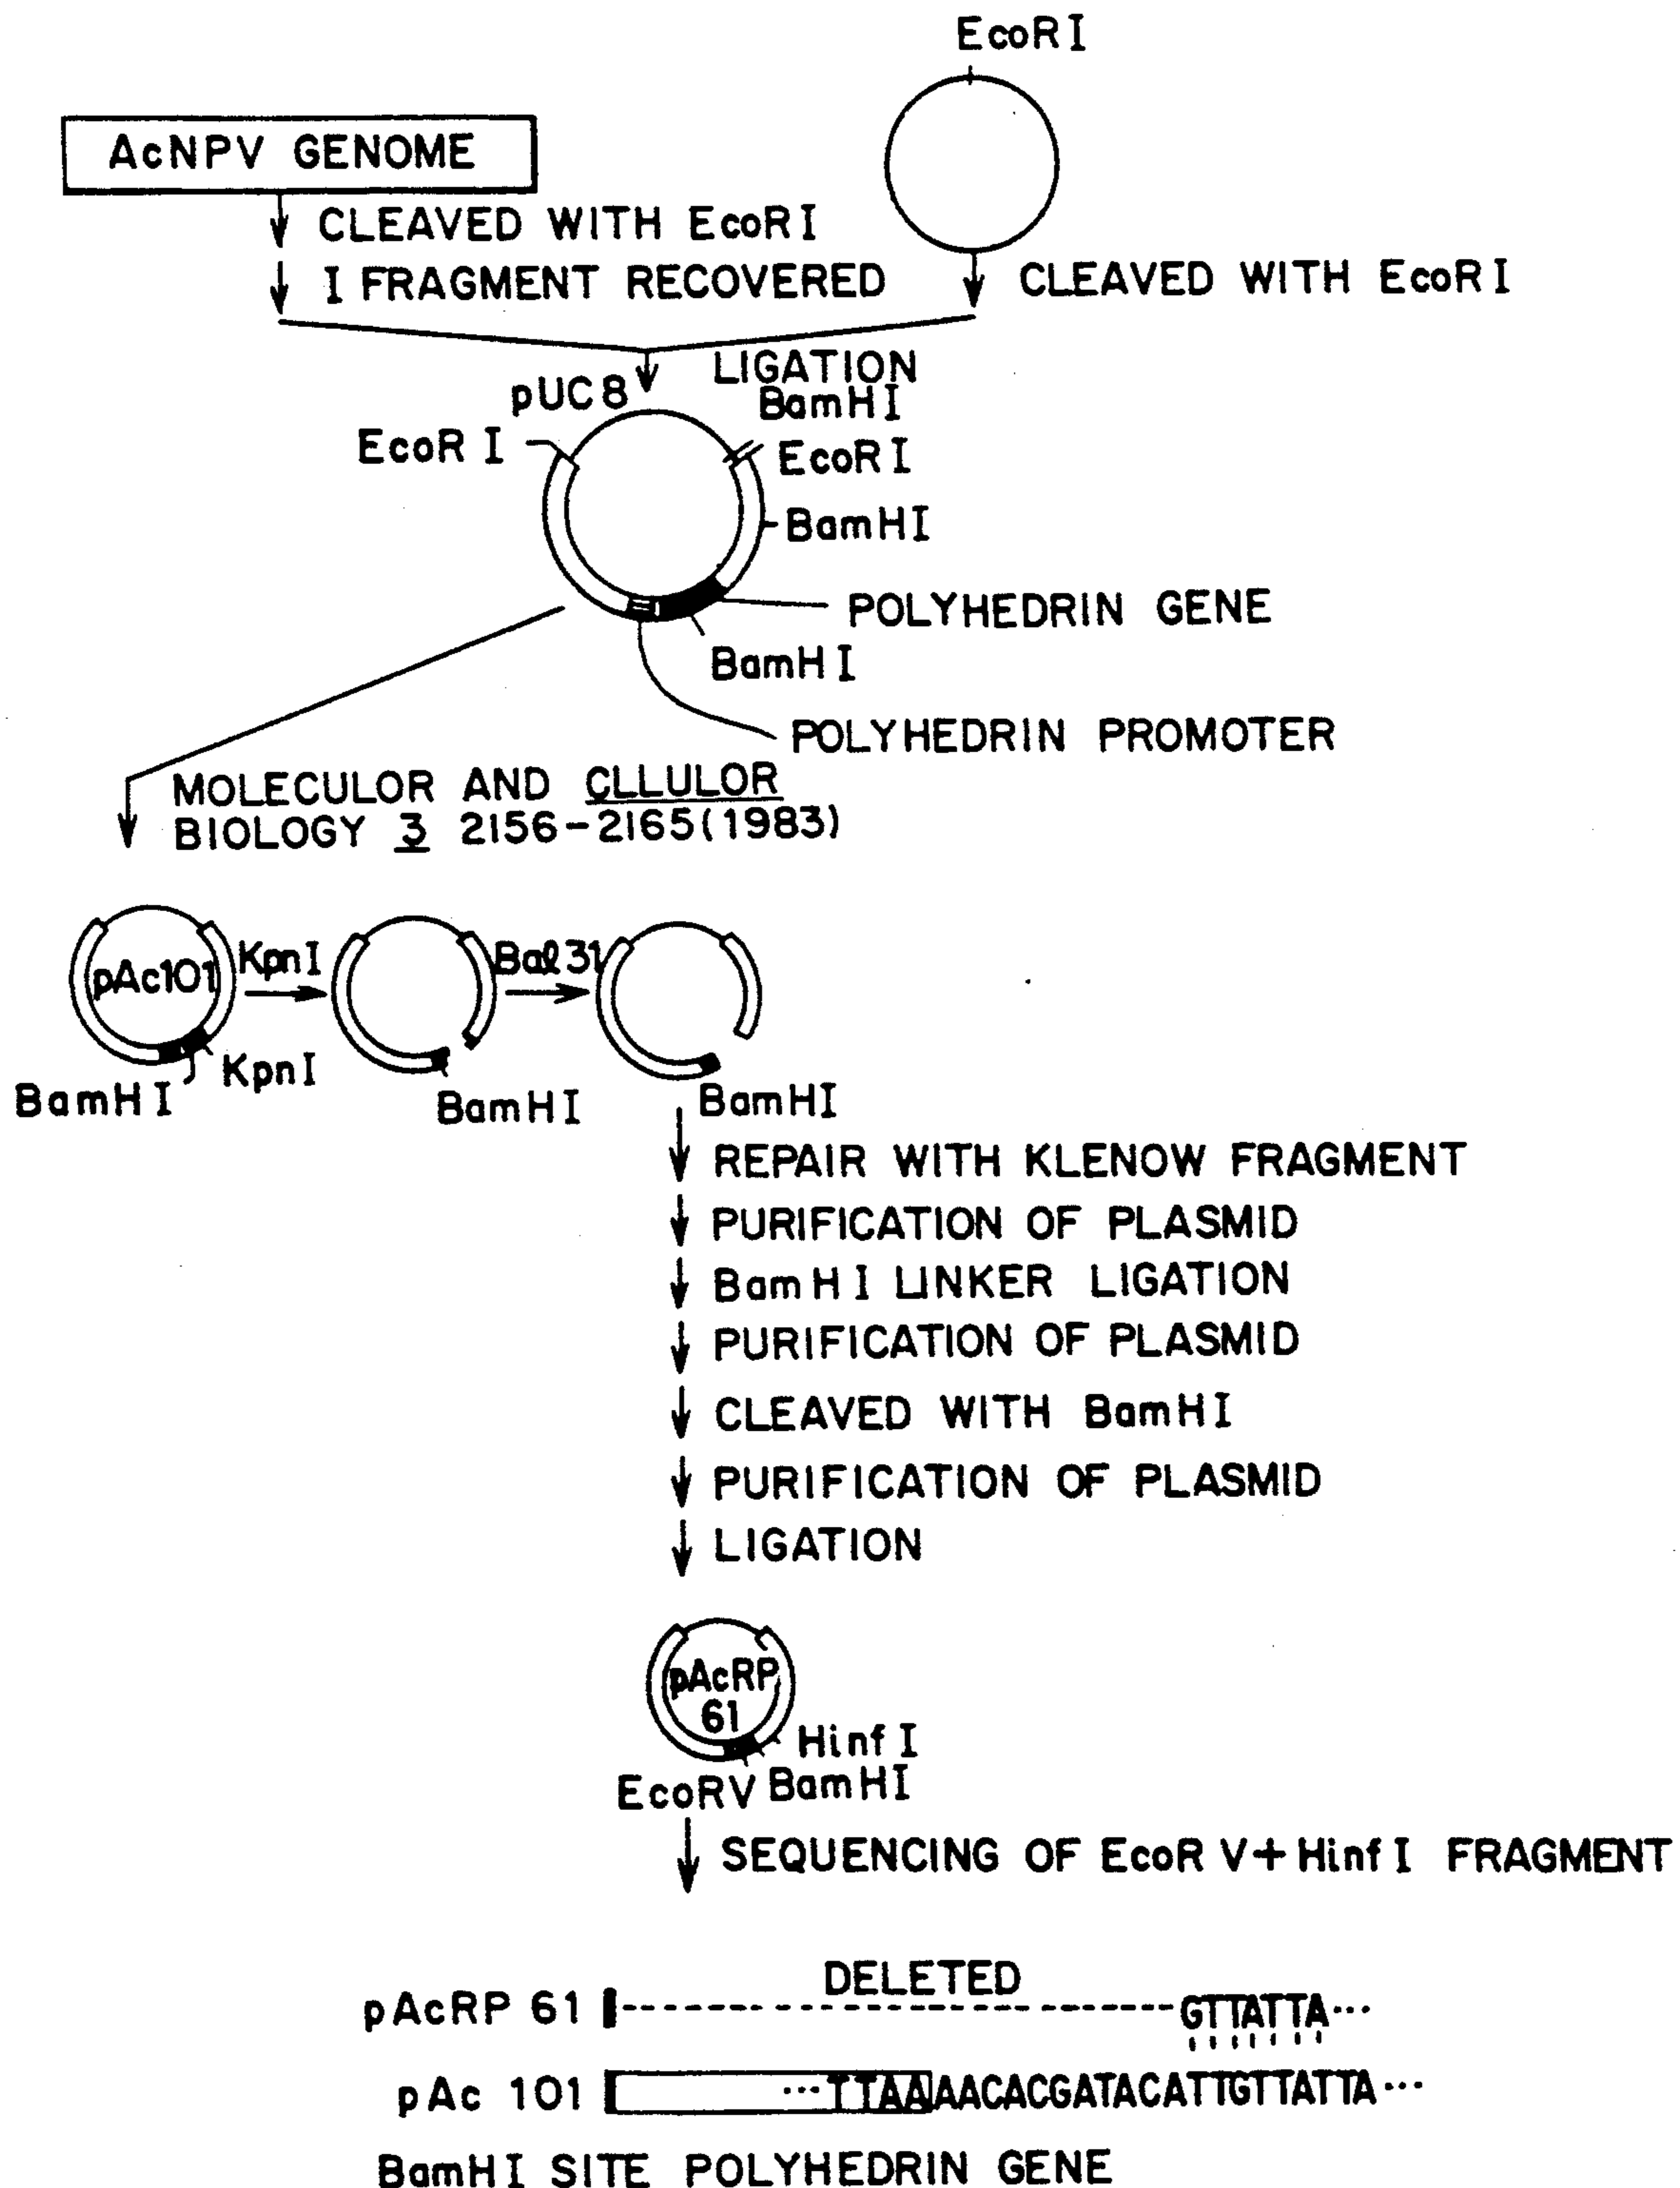 EcoRI
AcNPV GENOME
CLEAVED WITH EcoRI
I FRAGMENT RECOVERED
CLEAVED WITH EcoRI
LIGATION
pUC8
BamHI
EcoRI
EcoRI
BamHI
POLYHEDRIN GENE
BamHI
POLYHEDRIN PROMOTER
MOLECULOR AND CLLULOR
BIOLOGY 3 2156-2165(1983)
pAc101
KpnI
Bal31
KpnI
BamHI
BamHI
BamHI
REPAIR WITH KLENOW FRAGMENT
PURIFICATION OF PLASMID
BamHI LINKER LIGATION
PURIFICATION OF PLASMID
CLEAVED WITH BamHI
PURIFICATION OF PLASMID
LIGATION
pAcRP
61
HinfI
EcoRV BamHI
SEQUENCING OF EcoRV+HinfI FRAGMENT
DELETED
pAcRP 61 GTTATTA...
pAc 101 ...TTAAAACACGATACATTGTTATTA...
BamHI SITE POLYHEDRIN GENE